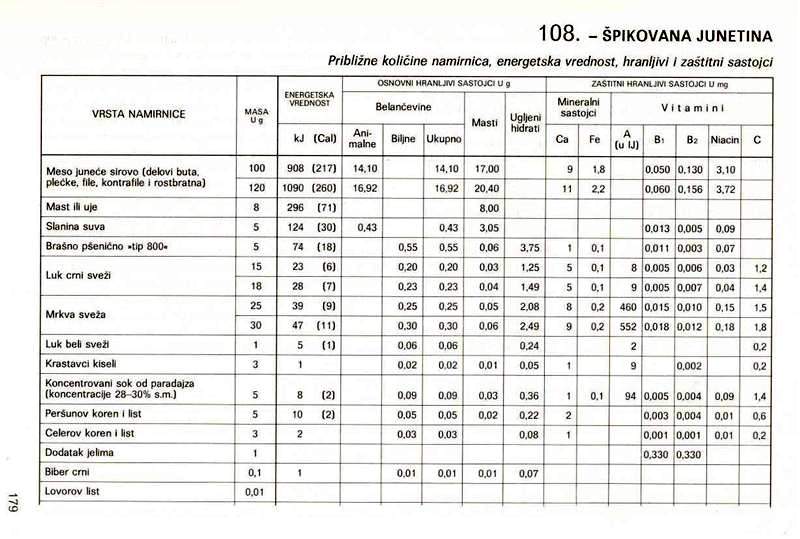 108. – ŠPIKOVANA JUNETINA
Približne količine namirnica, energetska vrednost, hranljivi i zaštitni sastojci
VRSTA NAMIRNICE MASA U g ENERGETSKA VREDNOST kJ (Cal) OSNOVNI HRANLJIVI SASTOJCI U g ZAŠTITNI HRANLJIVI SASTOJCI U mg
Belančevine Masti Ugljeni hidrati Mineralni sastojci Vitamini
Ani-malne Biljne Ukupno Ca Fe A (u IJ) B1 B2 Niacin C
Meso juneće sirovo (delovi buta, 100 908 (217) 14,10 14,10 17,00 9 1,8 0,050 0,130 3,10
plećke, file, kontrafile i rostbratna) 120 1090 (260) 16,92 16,92 20,40 11 2,2 0,060 0,156 3,72
Mast ili uje 8 296 (71) 8,00
Slanina suva 5 124 (30) 0,43 0,43 3,05 0,013 0,005 0,09
Brašno pšenično »tip 800« 5 74 (18) 0,55 0,55 0,06 3,75 1 0,1 0,011 0,003 0,07
Luk crni sveži 15 23 (6) 0,20 0,20 0,03 1,25 5 0,1 8 0,005 0,006 0,03 1,2
18 28 (7) 0,23 0,23 0,04 1,49 5 0,1 9 0,005 0,007 0,04 1,4
Mrkva sveža 25 39 (9) 0,25 0,25 0,05 2,08 8 0,2 460 0,015 0,010 0,15 1,5
30 47 (11) 0,30 0,30 0,06 2,49 9 0,2 552 0,018 0,012 0,18 1,8
Luk beli sveži 1 5 (1) 0,06 0,06 0,24 2 0,2
Krastavci kiseli 3 1 0,02 0,02 0,01 0,05 1 9 0,002 0,2
Koncentrovani sok od paradajza
(koncentracije 28–30% s.m.) 5 8 (2) 0,09 0,09 0,03 0,36 1 0,1 94 0,005 0,004 0,09 1,4
Peršunov koren i list 5 10 (2) 0,05 0,05 0,02 0,22 2 0,003 0,004 0,01 0,6
Celerov koren i list 3 2 0,03 0,03 0,08 1 0,001 0,001 0,01 0,2
Dodatak jelima 1 0,330 0,330
Biber crni 0,1 1 0,01 0,01 0,01 0,07
Lovorov list 0,01
179